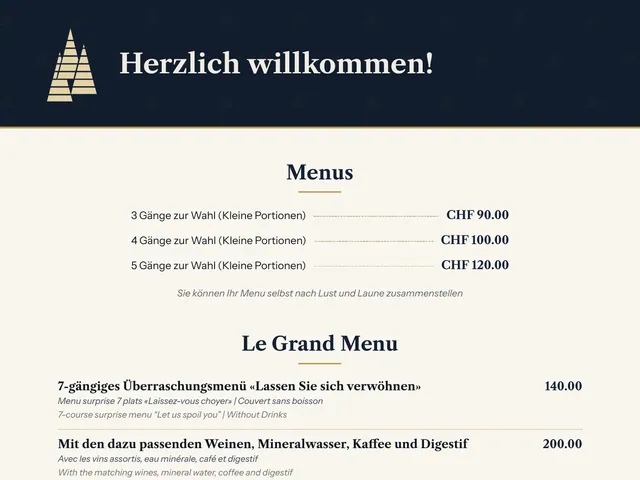 Herzlich willkommen!
Menus
3 Gänge zur Wahl (Kleine Portionen) CHF 90.00
4 Gänge zur Wahl (Kleine Portionen) CHF 100.00
5 Gänge zur Wahl (Kleine Portionen) CHF 120.00
Sie können Ihr Menu selbst nach Lust und Laune zusammenstellen
Le Grand Menu
7-gängiges Überraschungsmenü «Lassen Sie sich verwöhnen» 140.00
Menu surprise 7 plats «Laissez-vous choyer» | Couvert sans boisson
7-course surprise menu "Let us spoil you" | Without Drinks
Mit den dazu passenden Weinen, Mineralwasser, Kaffee und Digestif 200.00
Avec les vins assortis, eau minérale, café et digestif
With the matching wines, mineral water, coffee and digestif